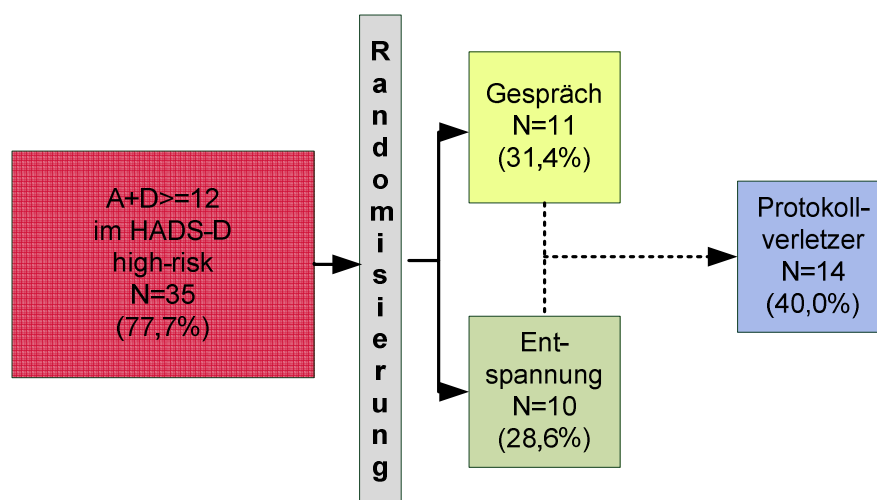 A+D>=12
im HADS-D
high-risk
N=35
(77,7%)
Randomisierung
Gespräch
N=11
(31,4%)
Ent-
spannung
N=10
(28,6%)
Protokoll-
verletzer
N=14
(40,0%)